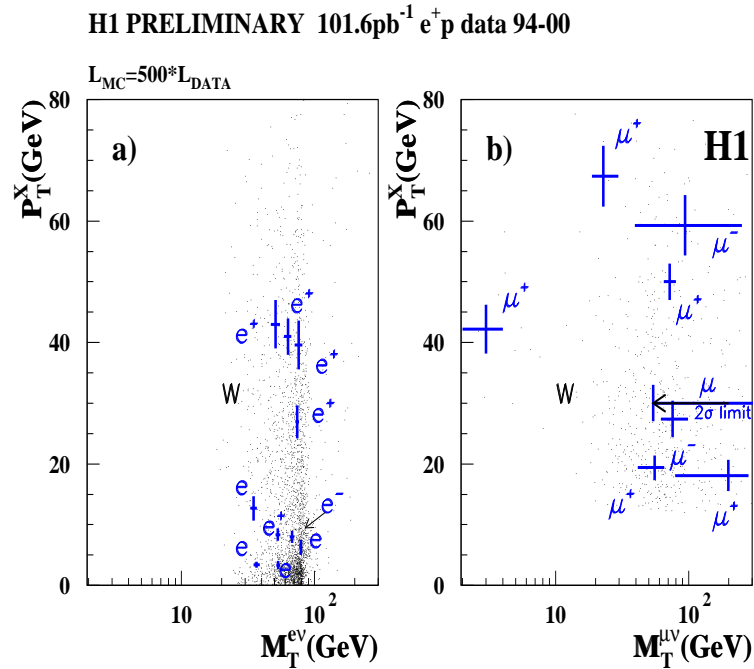 H1 PRELIMINARY 101.6pb⁻¹ e⁺p data 94-00
L_MC=500*L_DATA
P_T^X(GeV)
80
60
40
20
0
a)
e⁺
e⁺
e⁺
W
e⁺
e
e⁺
e⁻
e
e
e
10
10²
M_T^eν(GeV)
P_T^X(GeV)
80
60
40
20
0
b)
μ⁺
H1
μ⁻
μ⁺
μ⁺
W
μ
2σ limit
μ⁻
μ⁺
μ⁺
10
10²
M_T^μν(GeV)